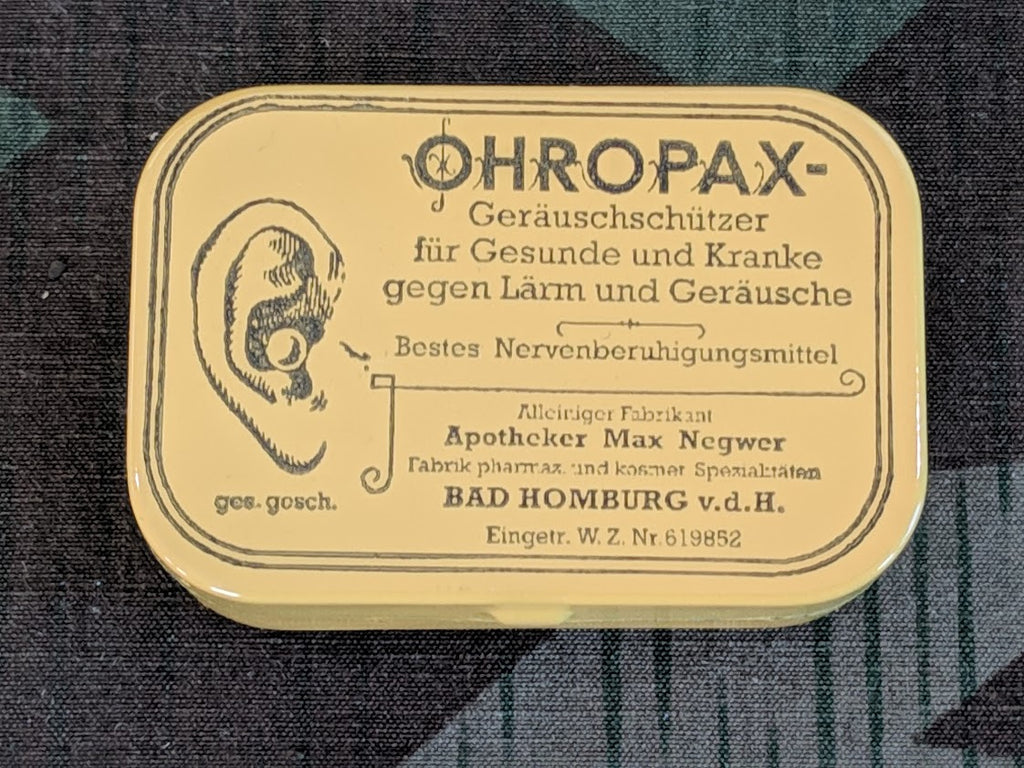 OHROPAX-
Geräuschschützer
für Gesunde und Kranke
gegen Lärm und Geräusche
Bestes Nervenberuhigungsmittel
Alleiniger Fabrikant
Apotheker Max Negwer
Fabrik pharmaz. und kosmet Spezialitäten
BAD HOMBURG v.d.H.
Eingetr. W. Z. Nr. 619852
ges. gesch.